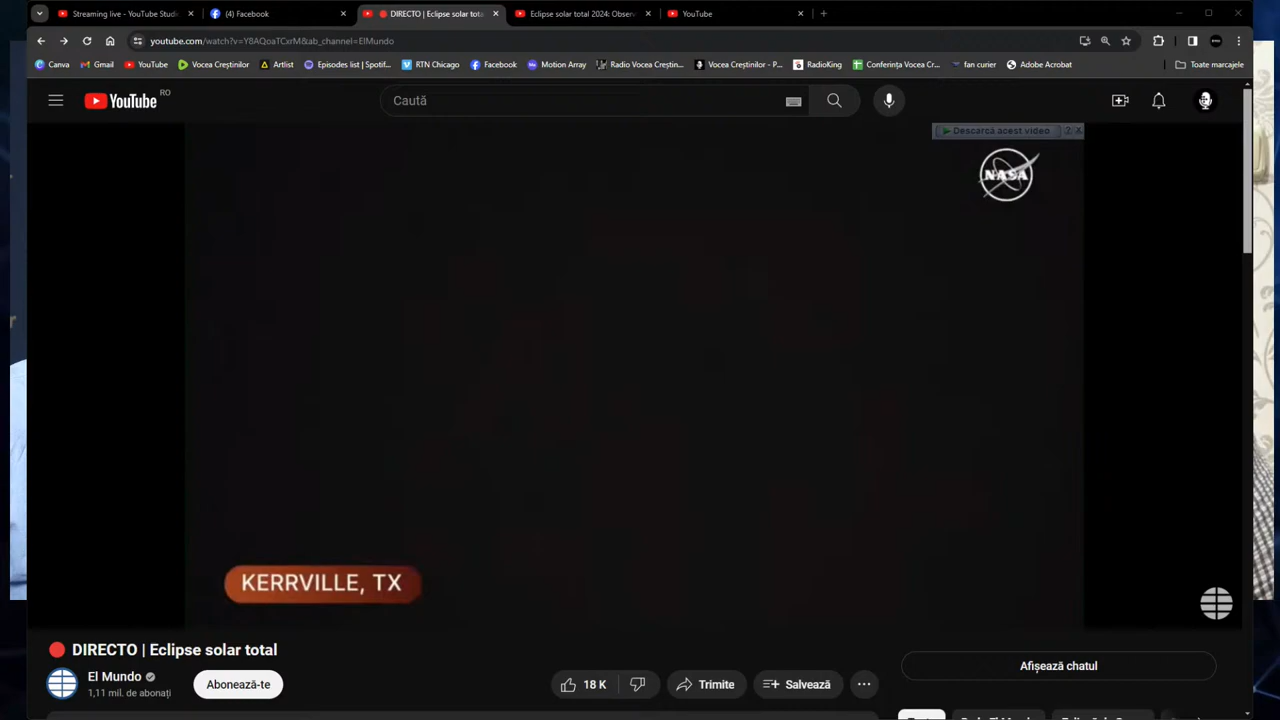 Streaming live - YouTube Studi
(4) Facebook
DIRECTO | Eclipse solar tota
Eclipse solar total 2024: Observ
YouTube
youtube.com/watch?v=Y8AQoaTCxrM&ab_channel=ElMundo
Canva
Gmail
YouTube
Vocea Creștinilor
Artlist
Episodes list | Spotif...
RTN Chicago
Facebook
Motion Array
Radio Vocea Creștin...
Vocea Creștinilor - P...
RadioKing
Conferința Vocea Cr...
fan curier
Adobe Acrobat
Toate marcajele
YouTube RO
Caută
Descarcă acest video ? X
NASA
KERRVILLE, TX
DIRECTO | Eclipse solar total
El Mundo
1,11 mil. de abonați
Abonează-te
18 K
Trimite
Salvează
Afișează chatul